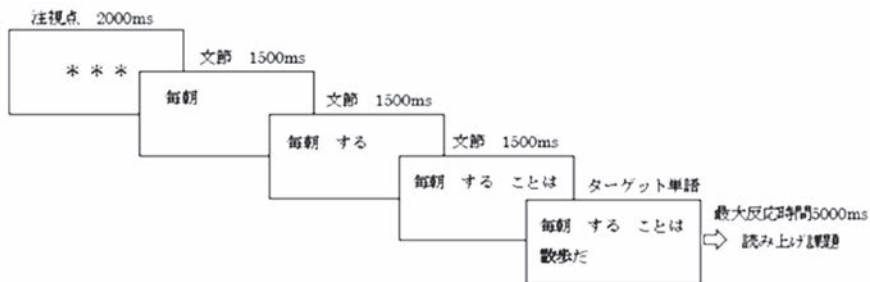 注視点 2000ms
＊ ＊ ＊
文節 1500ms
毎朝
文節 1500ms
毎朝 する
文節 1500ms
毎朝 する ことは
ターゲット単語
毎朝 する ことは
散歩だ
最大反応時間5000ms
読み上げ課題